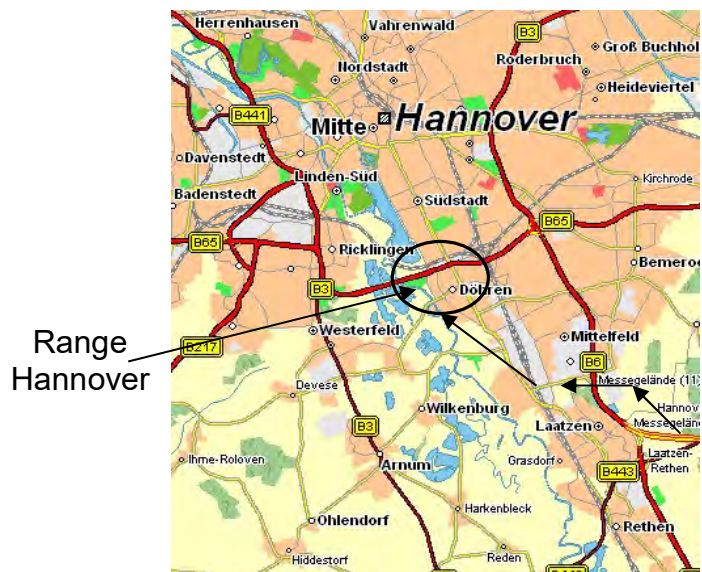 Herrenhausen
Vahrenwald
B3
Groß Buchhol
Nordstadt
Roderbruch
Heideviertel
B441
Mitte
Hannover
Davenstedt
Linden-Süd
Kirchrode
Badenstedt
Südstadt
B65
B65
Ricklingen
Bemero
B3
Döhren
Range
Hannover
B217
Westerfeld
Mittelfeld
B6
Devese
Messegelände (11)
Wilkenburg
Hannov
Messegeländ
B3
Laatzen
Ihme-Roloven
Arnum
Grasdorf
Laatzen-
Rethen
B443
Harkenbleck
Ohlendorf
Rethen
Hiddestorf
Reden